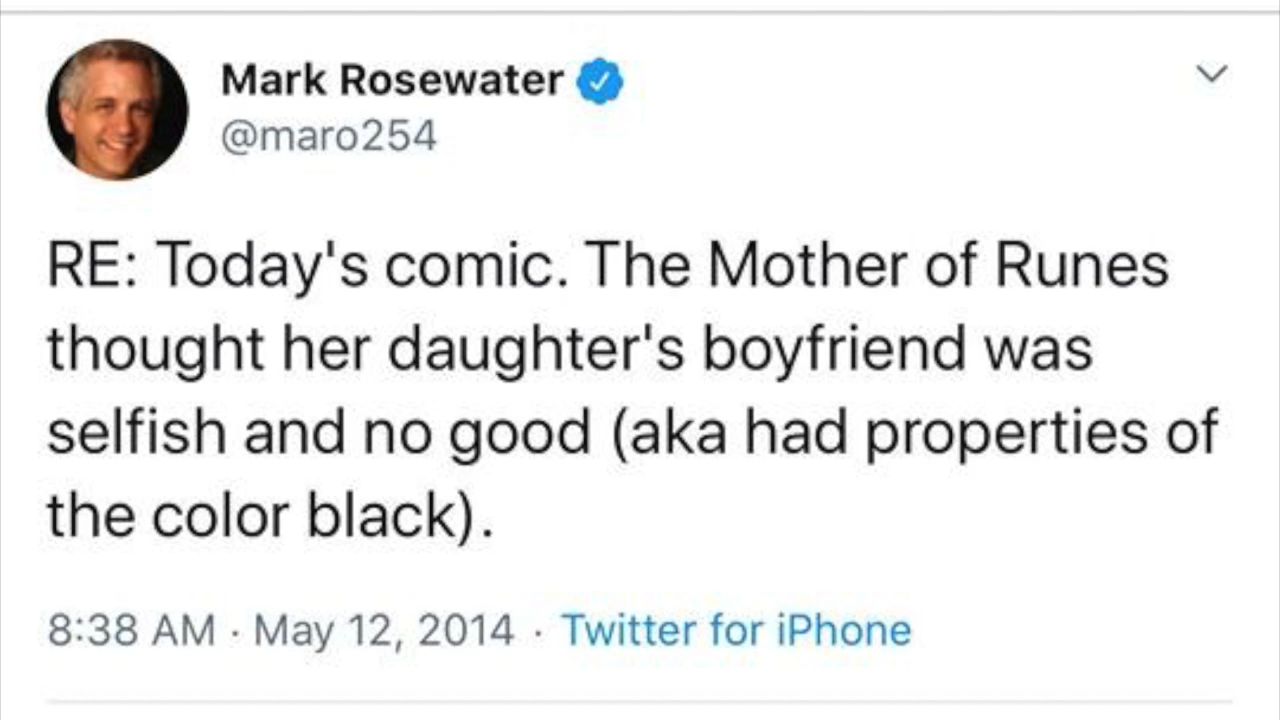 Mark Rosewater
@maro254
RE: Today's comic. The Mother of Runes
thought her daughter's boyfriend was
selfish and no good (aka had properties of
the color black).
8:38 AM · May 12, 2014 · Twitter for iPhone